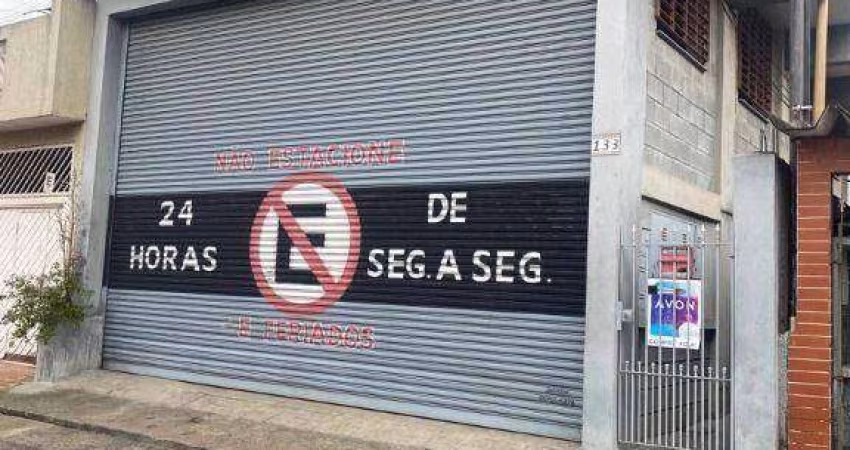 NÃO ESTACIONE
24
HORAS
E
DE
SEG. A SEG.
E FERIADOS
133
AVON